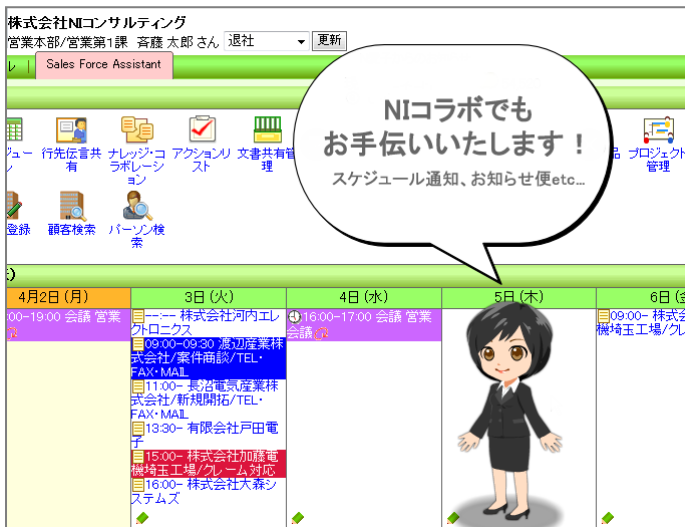 株式会社NIコンサルティング
営業本部/営業第1課 斉藤 太郎 さん 退社 更新
レ | Sales Force Assistant
NIコラボでも
お手伝いいたします！
スケジュール通知、お知らせ便etc...
ジュー 行先伝言共 ナレッジ・コ アクションリ 文書共有管 品 プロジェクト
ル 有 ラボレーシ スト 理 管理
ョン
登録 顧客検索 パーソン検
索
4月2日 (月) 3日 (火) 4日 (水) 5日 (木) 6日 (金
:00-19:00 会議 営業
--:-- 株式会社河内エレ
クトロニクス
09:00-09:30 渡辺産業株
式会社/案件商談/TEL・
FAX・MAIL
11:00- 長沼電気産業株
式会社/新規開拓/TEL・
FAX・MAIL
13:30- 有限会社戸田電
子
15:00- 株式会社加藤電
機埼玉工場/クレーム対応
16:00- 株式会社大森シ
ステムズ
16:00-17:00 会議 営業
会議
09:00- 株式会
機埼玉工場/クレ